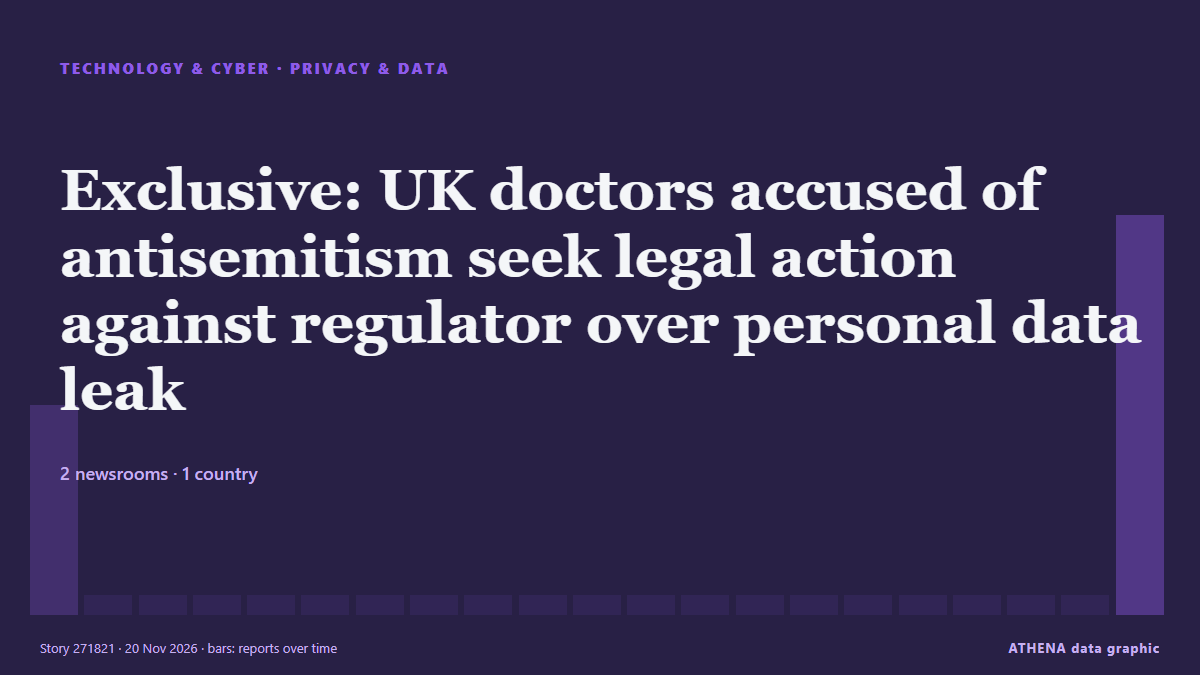 TECHNOLOGY & CYBER · PRIVACY & DATA
Exclusive: UK doctors accused of
antisemitism seek legal action
against regulator over personal data
leak
2 newsrooms · 1 country
Story 271821 · 20 Nov 2026 · bars: reports over time
ATHENA data graphic